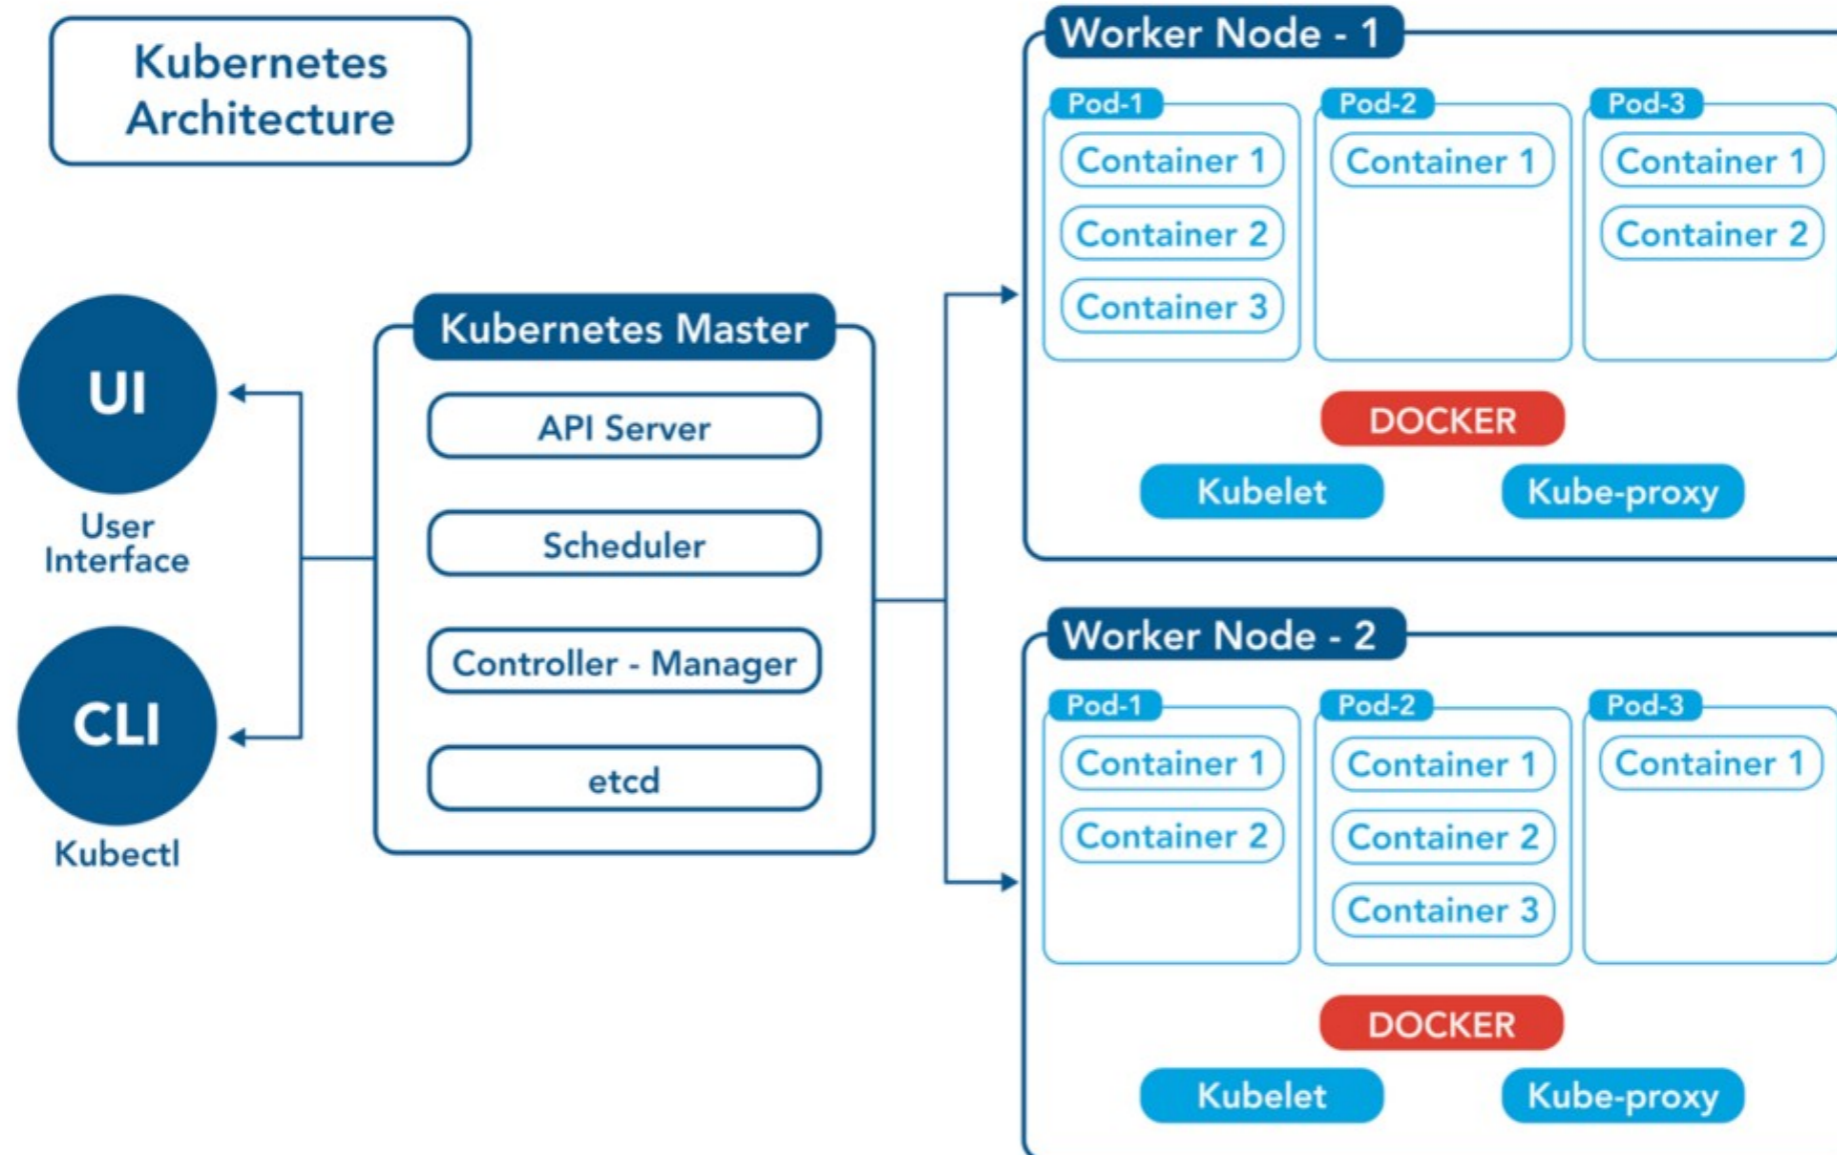 Kubernetes
Architecture
UI
User
Interface
CLI
Kubectl
Kubernetes Master
API Server
Scheduler
Controller - Manager
etcd
Worker Node - 1
Pod-1
Container 1
Container 2
Container 3
Pod-2
Container 1
Pod-3
Container 1
Container 2
DOCKER
Kubelet
Kube-proxy
Worker Node - 2
Pod-1
Container 1
Container 2
Pod-2
Container 1
Container 2
Container 3
Pod-3
Container 1
DOCKER
Kubelet
Kube-proxy